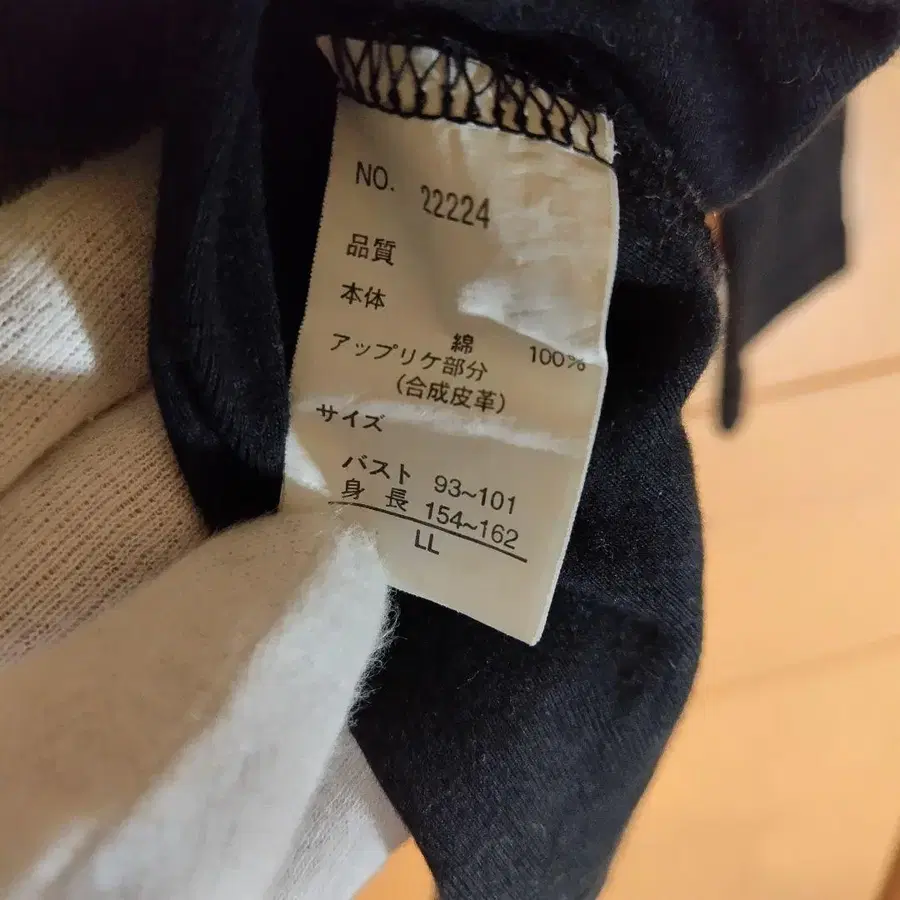 NO. 22224
品質
本体
綿 100%
アップリケ部分
(合成皮革)
サイズ
バスト 93~101
身長 154~162
LL